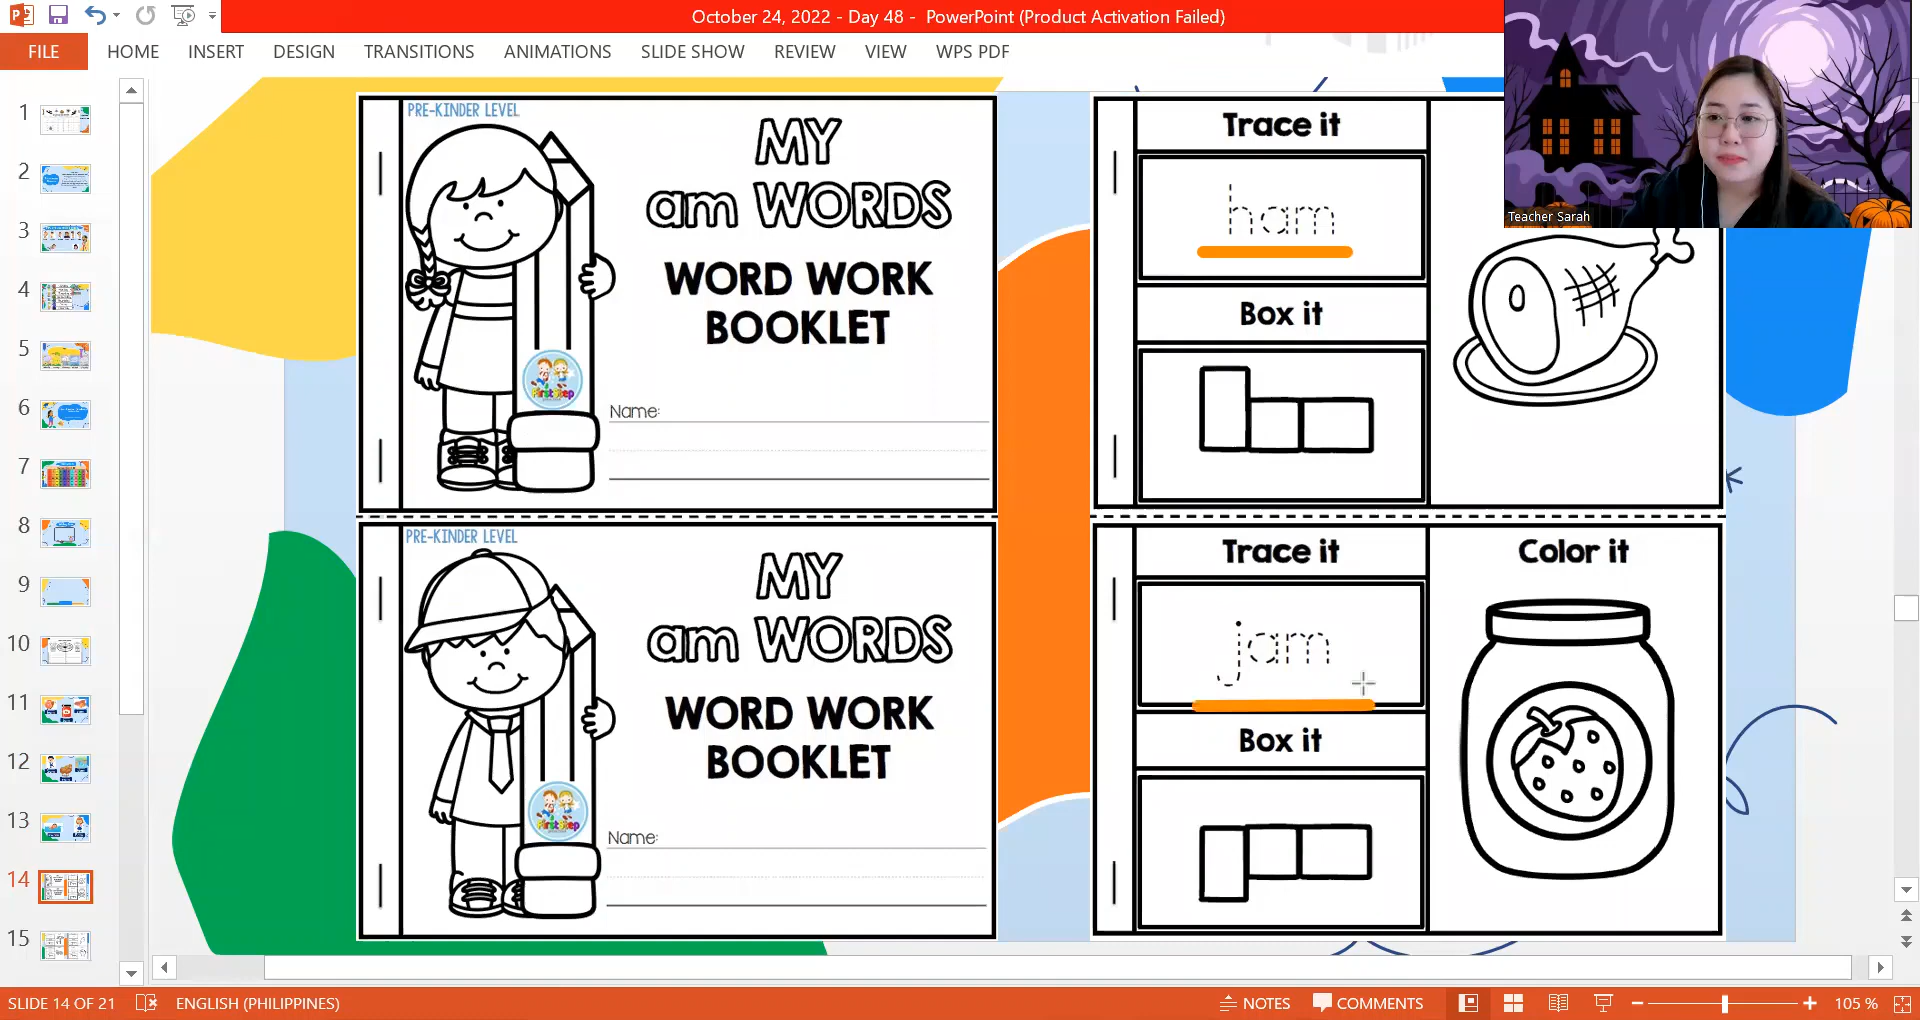 October 24, 2022 - Day 48 - PowerPoint (Product Activation Failed)
FILE HOME INSERT DESIGN TRANSITIONS ANIMATIONS SLIDE SHOW REVIEW VIEW WPS PDF
Teacher Sarah
1
2
3
4
5
6
7
8
9
10
11
12
13
14
15
PRE-KINDER LEVEL
MY
am WORDS
WORD WORK
BOOKLET
First Step
Name:
PRE-KINDER LEVEL
MY
am WORDS
WORD WORK
BOOKLET
First Step
Name:
Trace it
ham
Box it
Trace it
jam
Box it
Color it
SLIDE 14 OF 21 ENGLISH (PHILIPPINES) NOTES COMMENTS 105 %